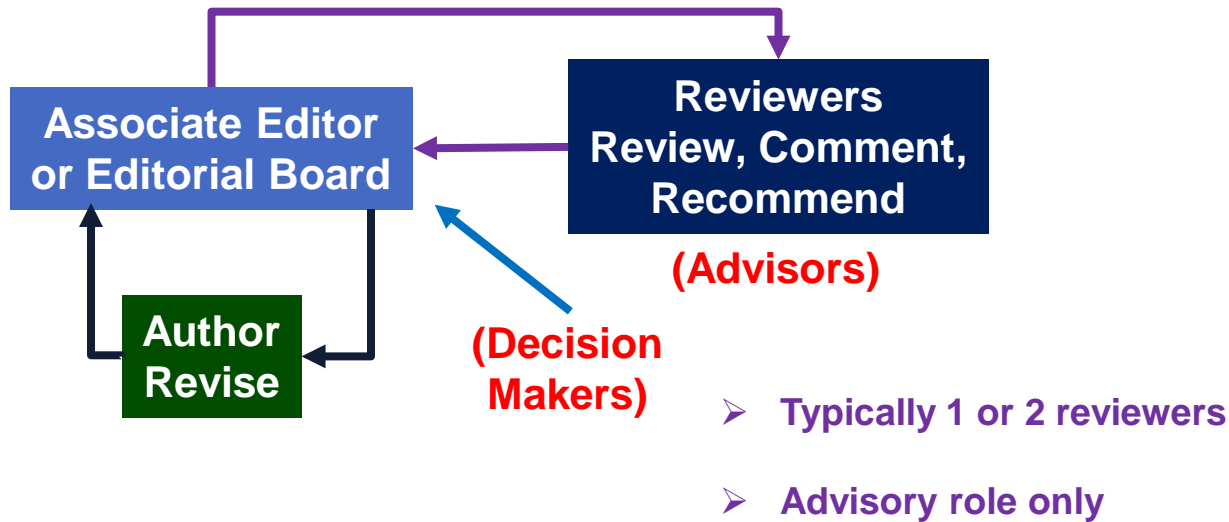 Associate Editor
or Editorial Board
Reviewers
Review, Comment,
Recommend
(Advisors)
Author
Revise
(Decision
Makers)
➢ Typically 1 or 2 reviewers
➢ Advisory role only